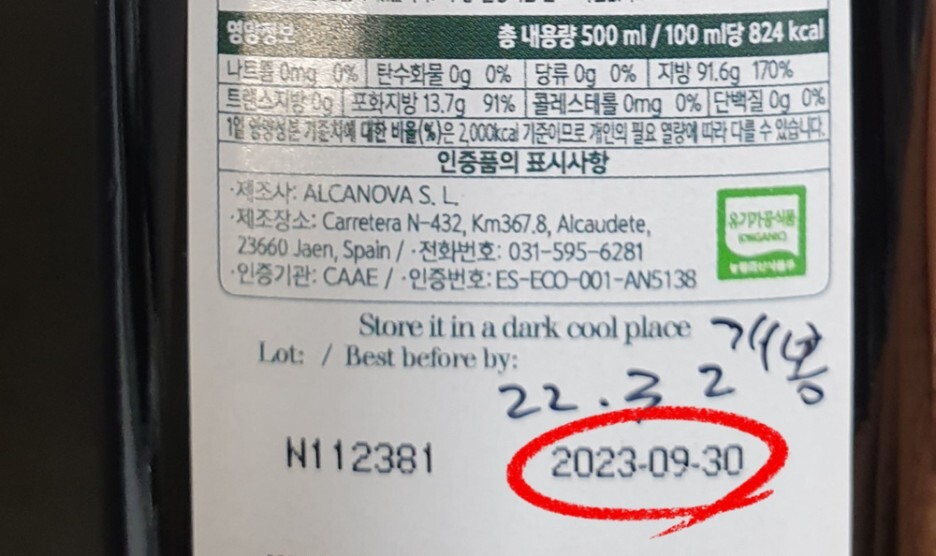 영양정보 총 내용량 500 ml / 100 ml당 824 kcal
나트륨 0mg 0% 탄수화물 0g 0% 당류 0g 0% 지방 91.6g 170%
트랜스지방 0g 포화지방 13.7g 91% 콜레스테롤 0mg 0% 단백질 0g 0%
1일 영양성분 기준치에 대한 비율(%)은 2,000kcal 기준이므로 개인의 필요 열량에 따라 다를 수 있습니다.
인증품의 표시사항
·제조사: ALCANOVA S. L.
·제조장소: Carretera N-432, Km367.8, Alcaudete,
23660 Jaen, Spain / ·전화번호: 031-595-6281
·인증기관: CAAE / ·인증번호: ES-ECO-001-AN5138
유기가공식품
(ORGANIC)
농림축산식품부
Store it in a dark cool place
Lot: / Best before by:
22.3.2 개봉
N112381 2023-09-30